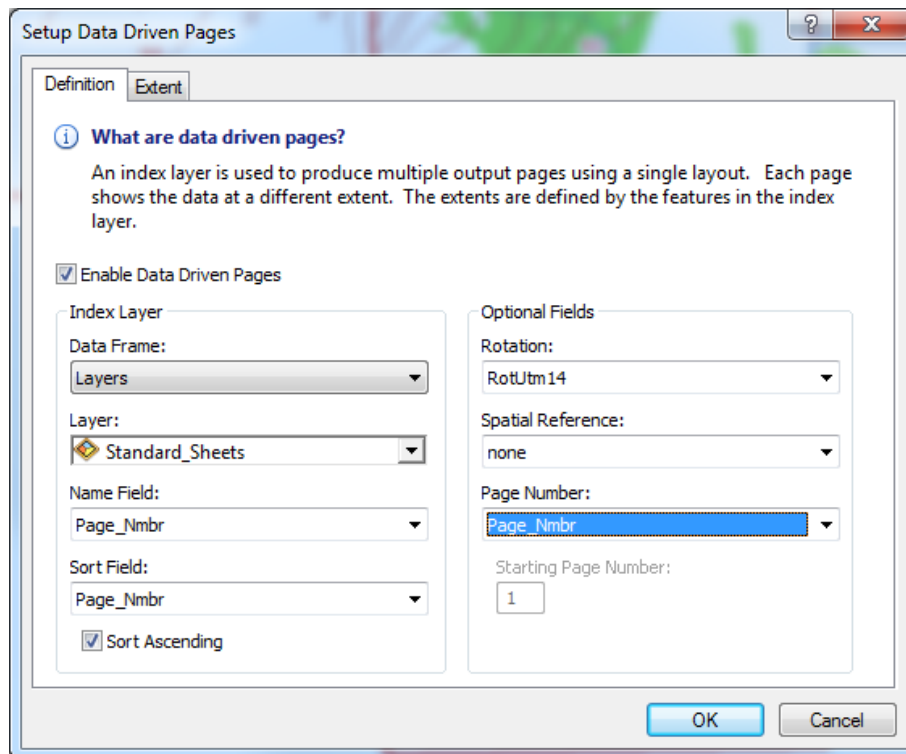 Setup Data Driven Pages
?
X
Definition
Extent
i
What are data driven pages?
An index layer is used to produce multiple output pages using a single layout. Each page
shows the data at a different extent. The extents are defined by the features in the index
layer.
Enable Data Driven Pages
Index Layer
Data Frame:
Layers
Layer:
Standard_Sheets
Name Field:
Page_Nmbr
Sort Field:
Page_Nmbr
Sort Ascending
Optional Fields
Rotation:
RotUtm14
Spatial Reference:
none
Page Number:
Page_Nmbr
Starting Page Number:
1
OK
Cancel